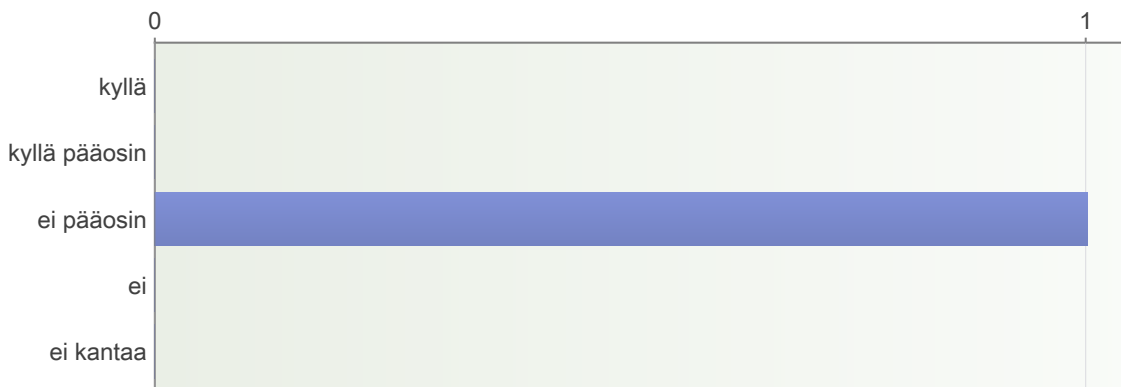 0 1
kyllä
kyllä pääosin
ei pääosin
ei
ei kantaa